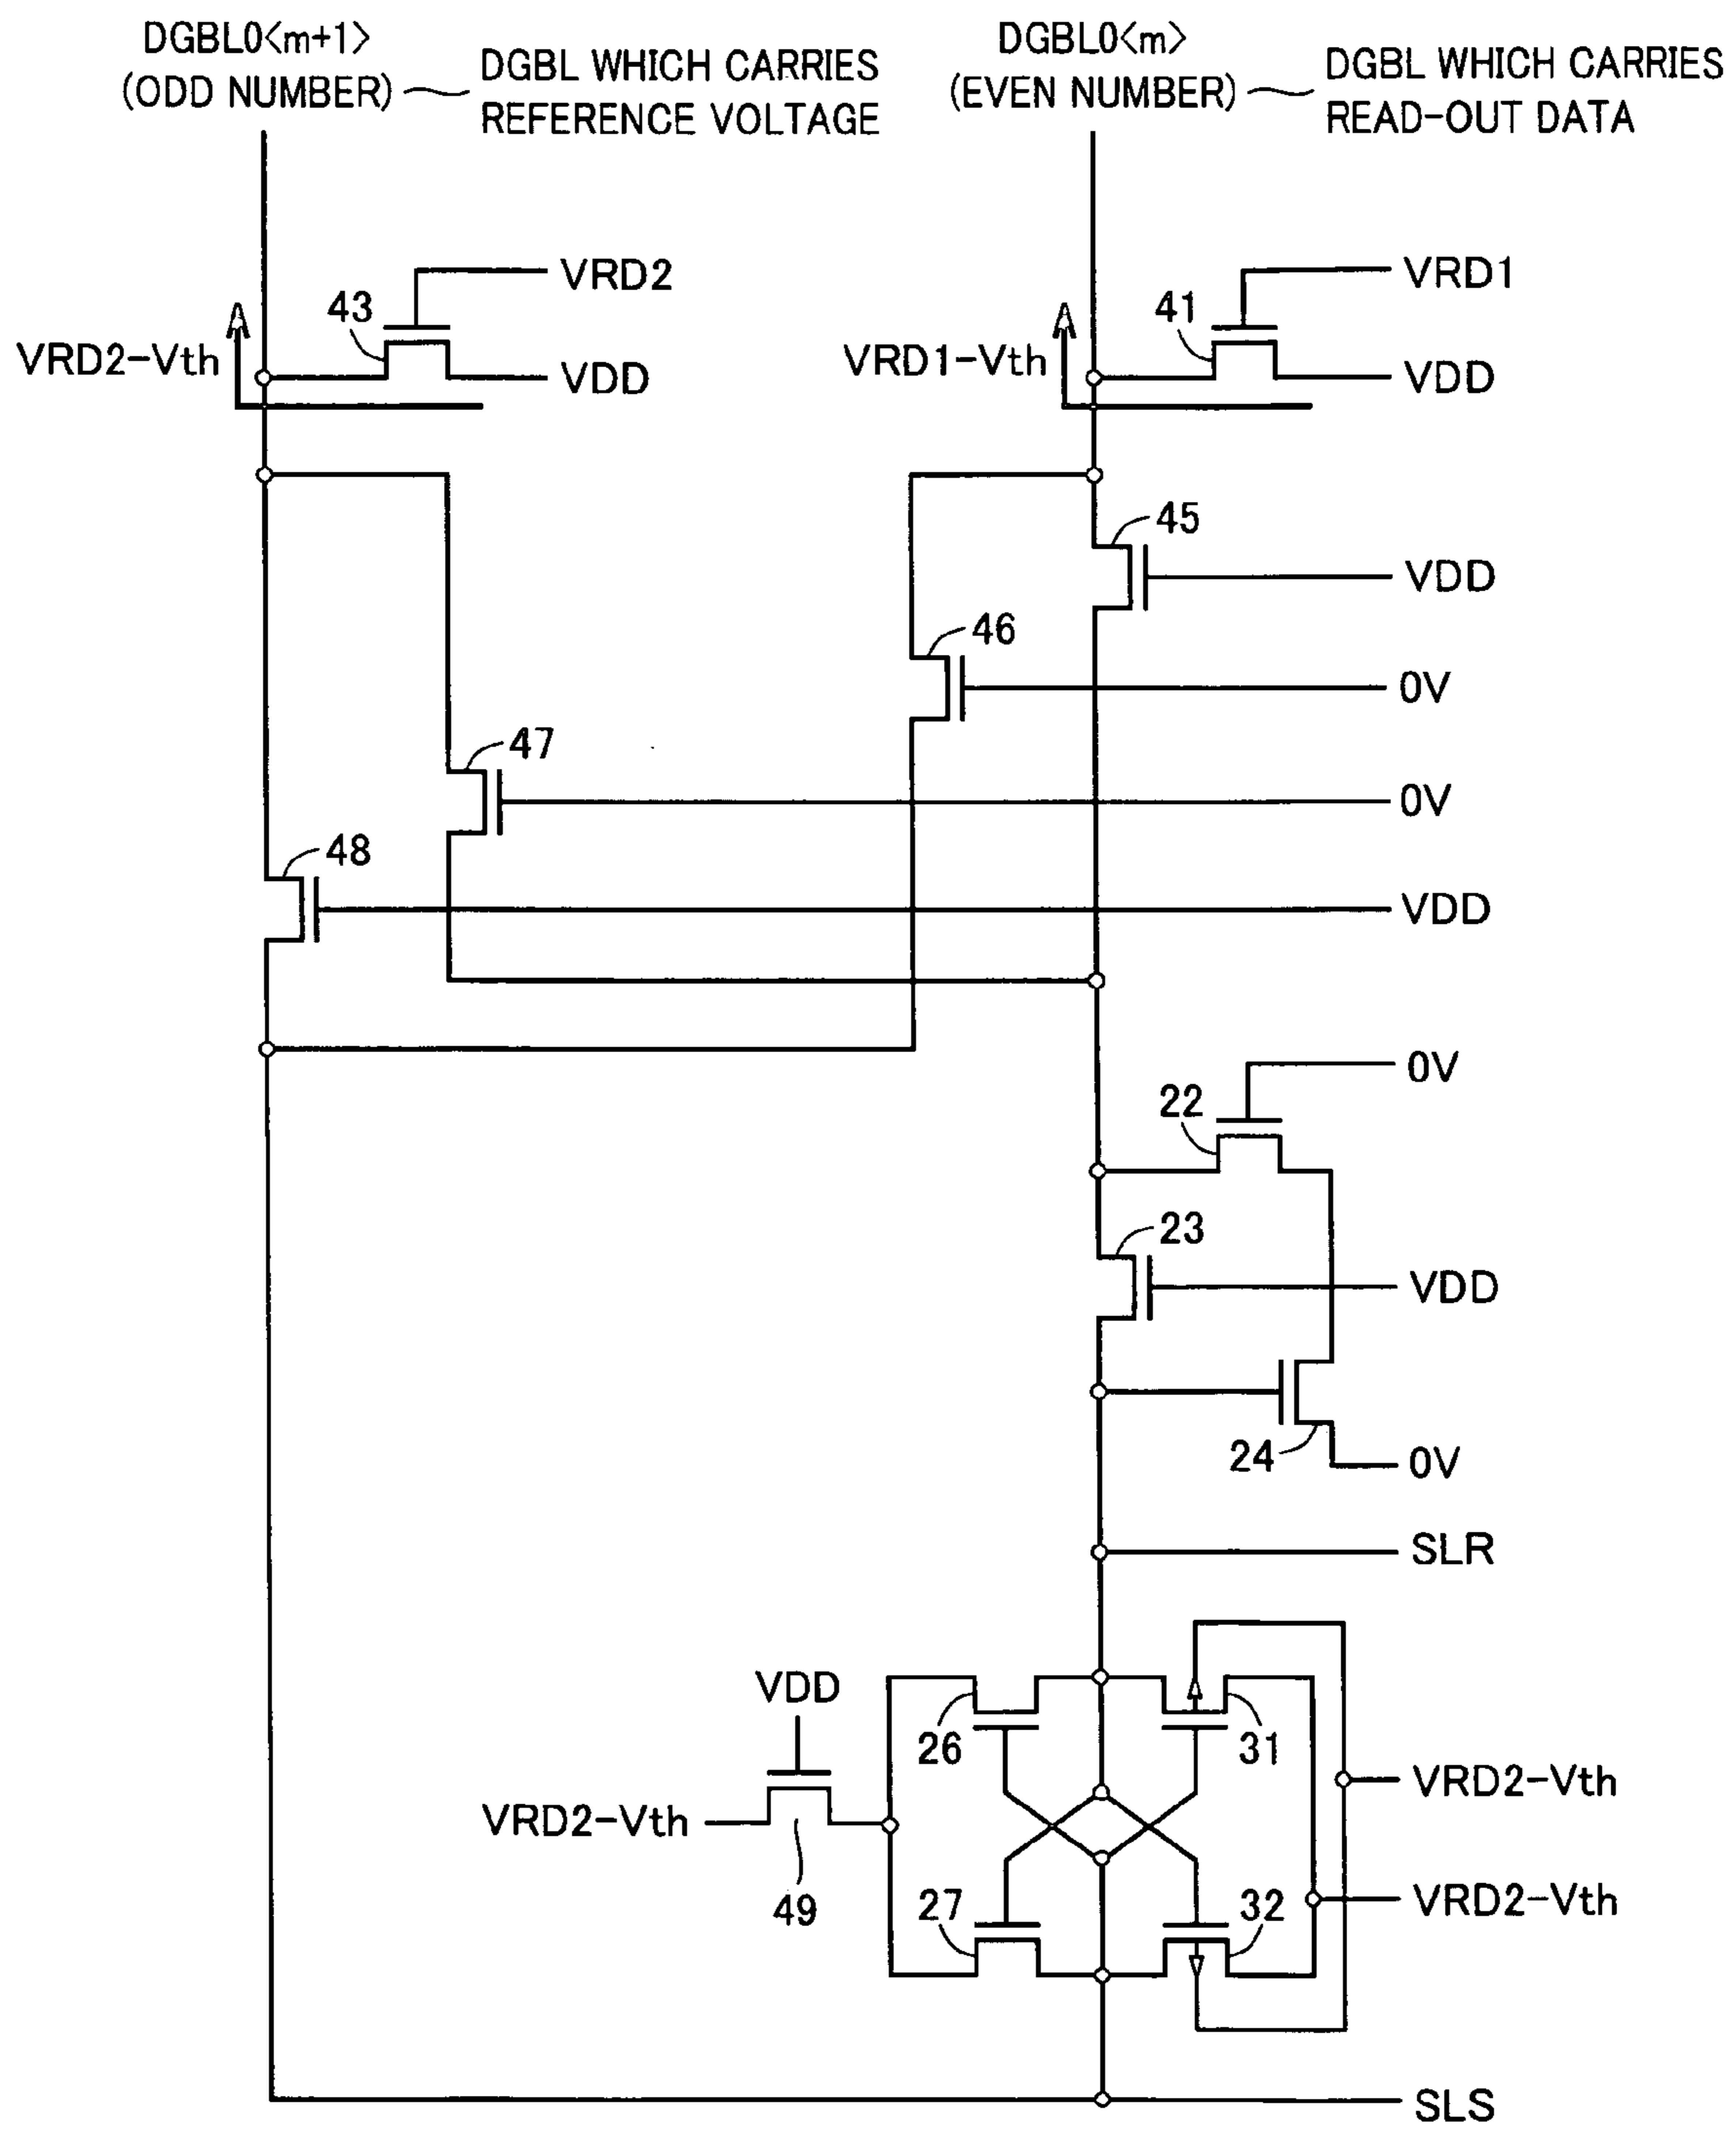 DGBL0<m+1>
(ODD NUMBER)
DGBL WHICH CARRIES
REFERENCE VOLTAGE
DGBL0<m>
(EVEN NUMBER)
DGBL WHICH CARRIES
READ-OUT DATA
VRD2
43
VRD2-Vth
VDD
VRD1
41
VRD1-Vth
VDD
45
VDD
46
0V
47
0V
48
VDD
0V
22
23
VDD
24
0V
SLR
VDD
26
31
VRD2-Vth
VRD2-Vth
49
27
32
VRD2-Vth
SLS